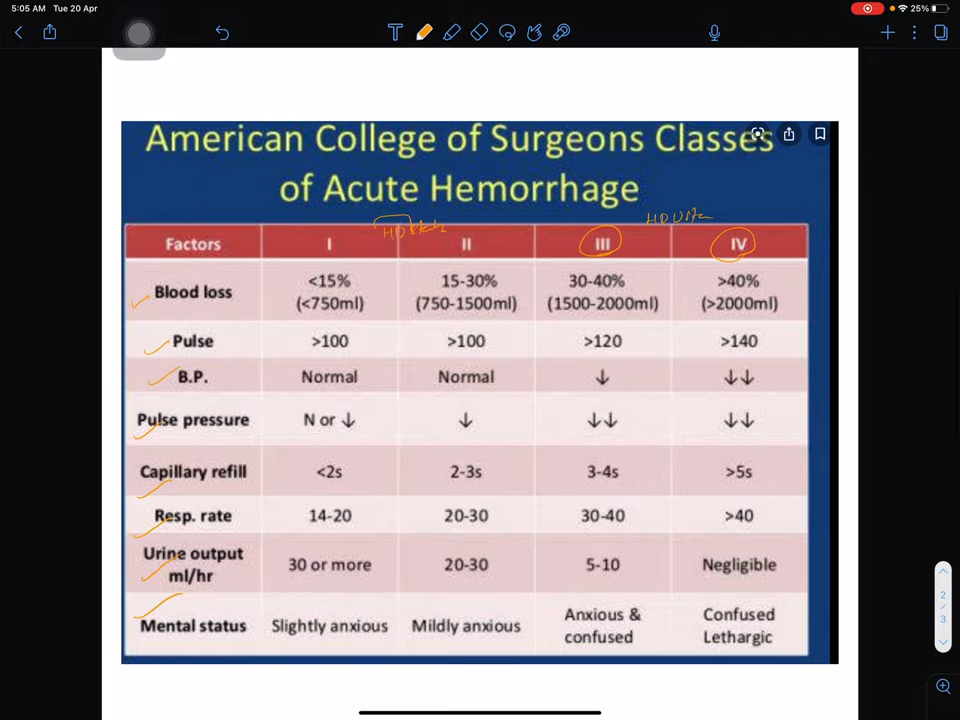 5:05 AM Tue 20 Apr
25%
American College of Surgeons Classes
of Acute Hemorrhage
HD
HD
Factors I II III IV
Blood loss <15% (<750ml) 15-30% (750-1500ml) 30-40% (1500-2000ml) >40% (>2000ml)
Pulse >100 >100 >120 >140
B.P. Normal Normal ↓ ↓↓
Pulse pressure N or ↓ ↓ ↓↓ ↓↓
Capillary refill <2s 2-3s 3-4s >5s
Resp. rate 14-20 20-30 30-40 >40
Urine output ml/hr 30 or more 20-30 5-10 Negligible
Mental status Slightly anxious Mildly anxious Anxious & confused Confused Lethargic
2
/
3